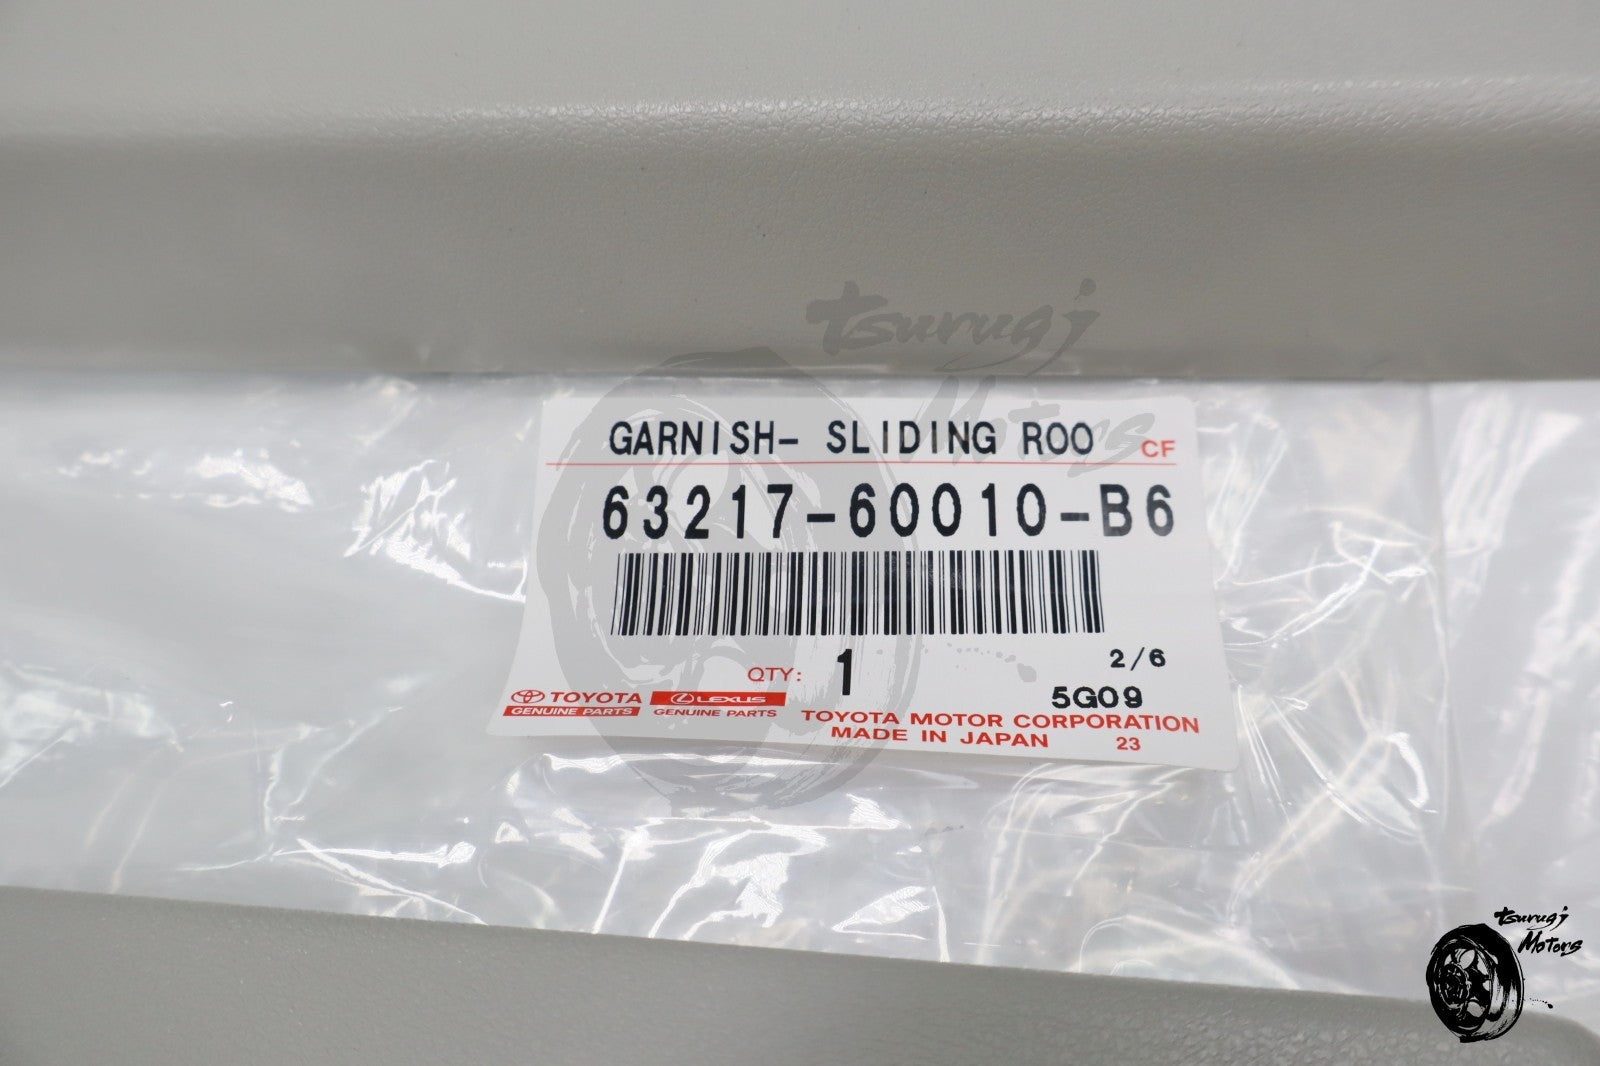 tsurugi
Motors
GARNISH- SLIDING ROO CF
63217-60010-B6
2/6
QTY: 1
5G09
TOYOTA LEXUS
GENUINE PARTS GENUINE PARTS
TOYOTA MOTOR CORPORATION
MADE IN JAPAN 23
tsurugi
Motors